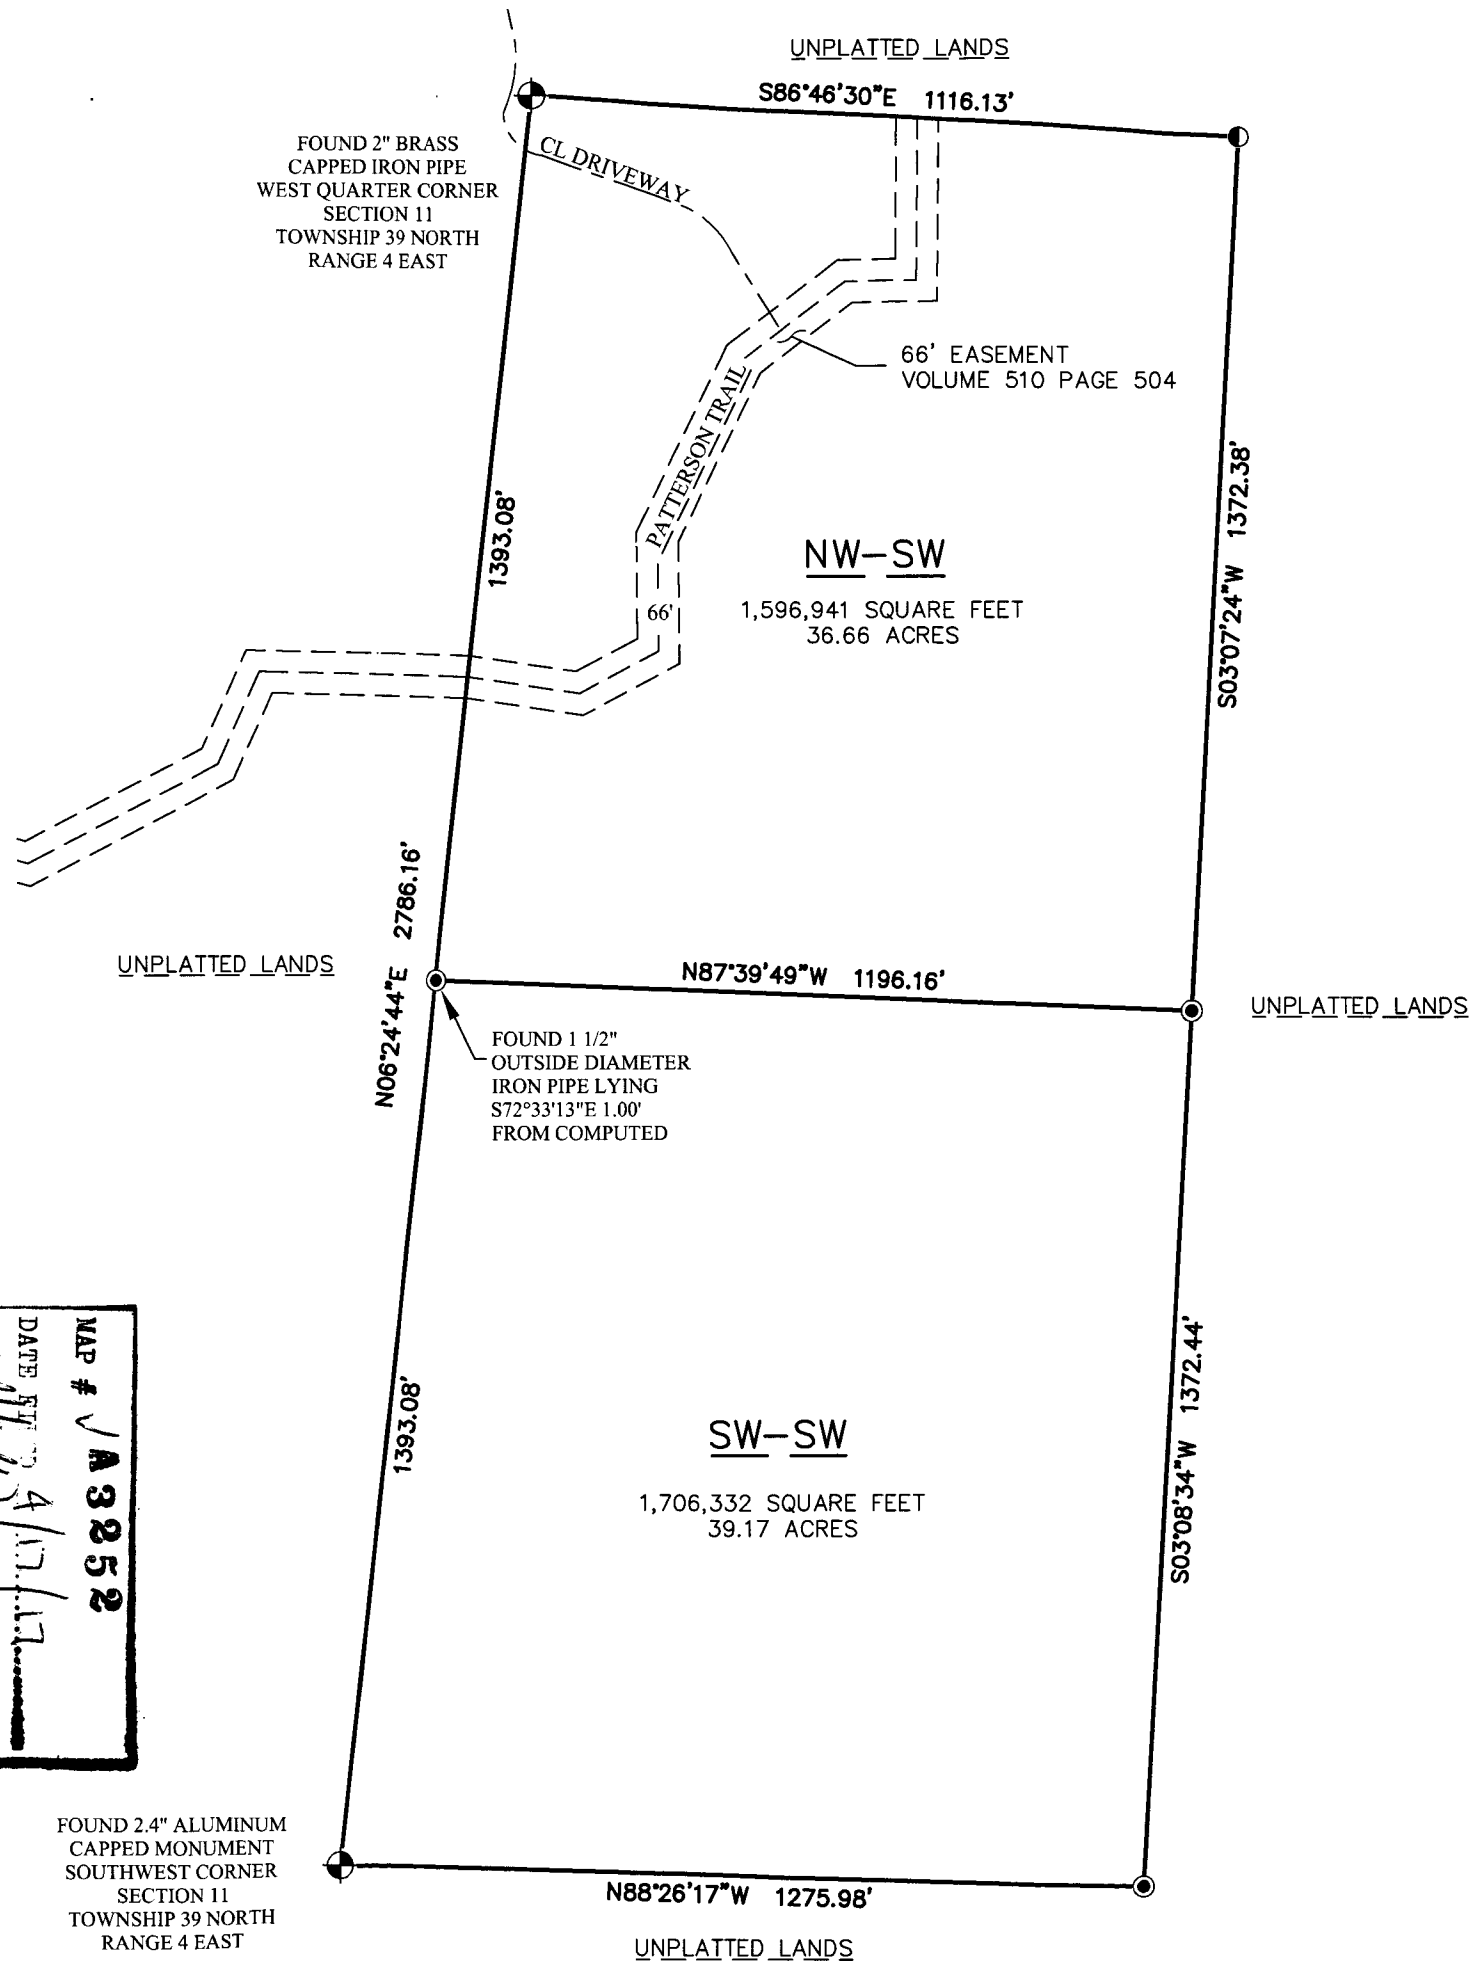 UNPLATTED LANDS
S86°46'30"E 1116.13'
FOUND 2" BRASS
CAPPED IRON PIPE
WEST QUARTER CORNER
SECTION 11
TOWNSHIP 39 NORTH
RANGE 4 EAST
CL DRIVEWAY
66' EASEMENT
VOLUME 510 PAGE 504
PATTERSON TRAIL
1393.08'
S03°07'24"W 1372.38'
NW-SW
1,596,941 SQUARE FEET
36.66 ACRES
66'
N06°24'44"E 2786.16'
UNPLATTED LANDS
N87°39'49"W 1196.16'
UNPLATTED LANDS
FOUND 1 1/2"
OUTSIDE DIAMETER
IRON PIPE LYING
S72°33'13"E 1.00'
FROM COMPUTED
MAP # A3252
DATE 4/17/17
1393.08'
S03°08'34"W 1372.44'
SW-SW
1,706,332 SQUARE FEET
39.17 ACRES
FOUND 2.4" ALUMINUM
CAPPED MONUMENT
SOUTHWEST CORNER
SECTION 11
TOWNSHIP 39 NORTH
RANGE 4 EAST
N88°26'17"W 1275.98'
UNPLATTED LANDS